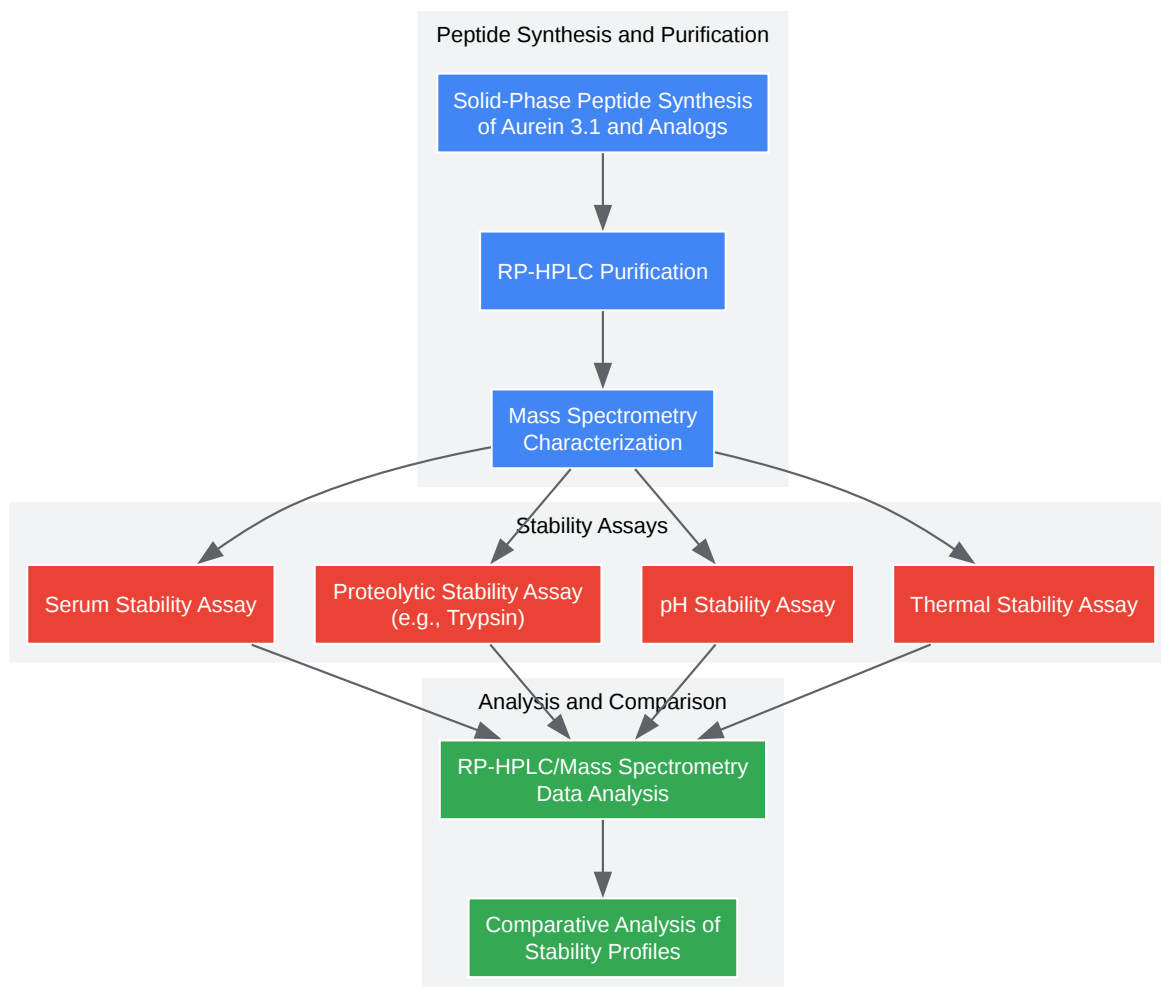 Peptide Synthesis and Purification
Solid-Phase Peptide Synthesis
of Aurein 3.1 and Analogs
RP-HPLC Purification
Mass Spectrometry
Characterization
Stability Assays
Serum Stability Assay
Proteolytic Stability Assay
(e.g., Trypsin)
pH Stability Assay
Thermal Stability Assay
Analysis and Comparison
RP-HPLC/Mass Spectrometry
Data Analysis
Comparative Analysis of
Stability Profiles